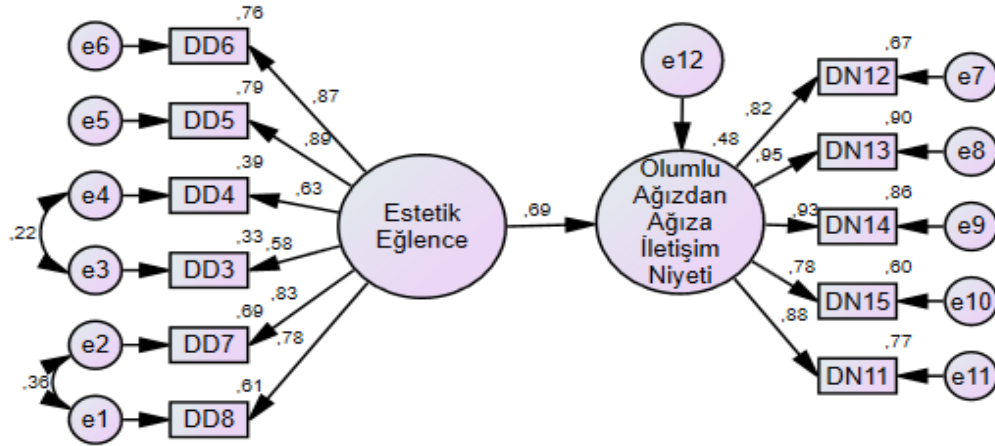 ,76
e6
DD6
,87
,79
e5
DD5
,89
,39
e4
DD4
,63
,22
,33
,58
e3
DD3
,83
,69
e2
DD7
,78
,36
,61
e1
DD8
Estetik
Eğlence
,69
e12
,48
Olumlu
Ağızdan
Ağıza
İletişim
Niyeti
,67
,82
DN12
e7
,90
,95
DN13
e8
,86
,93
DN14
e9
,78
,60
DN15
e10
,88
,77
DN11
e11